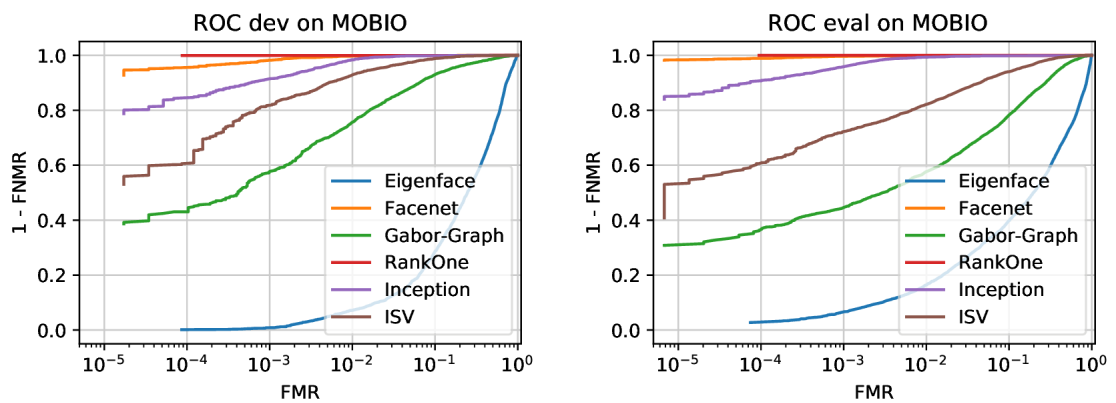 ROC dev on MOBIO
1 - FNMR
1.0
0.8
0.6
0.4
0.2
0.0
Eigenface
Facenet
Gabor-Graph
RankOne
Inception
ISV
10⁻⁵ 10⁻⁴ 10⁻³ 10⁻² 10⁻¹ 10⁰
FMR
ROC eval on MOBIO
1 - FNMR
1.0
0.8
0.6
0.4
0.2
0.0
Eigenface
Facenet
Gabor-Graph
RankOne
Inception
ISV
10⁻⁵ 10⁻⁴ 10⁻³ 10⁻² 10⁻¹ 10⁰
FMR